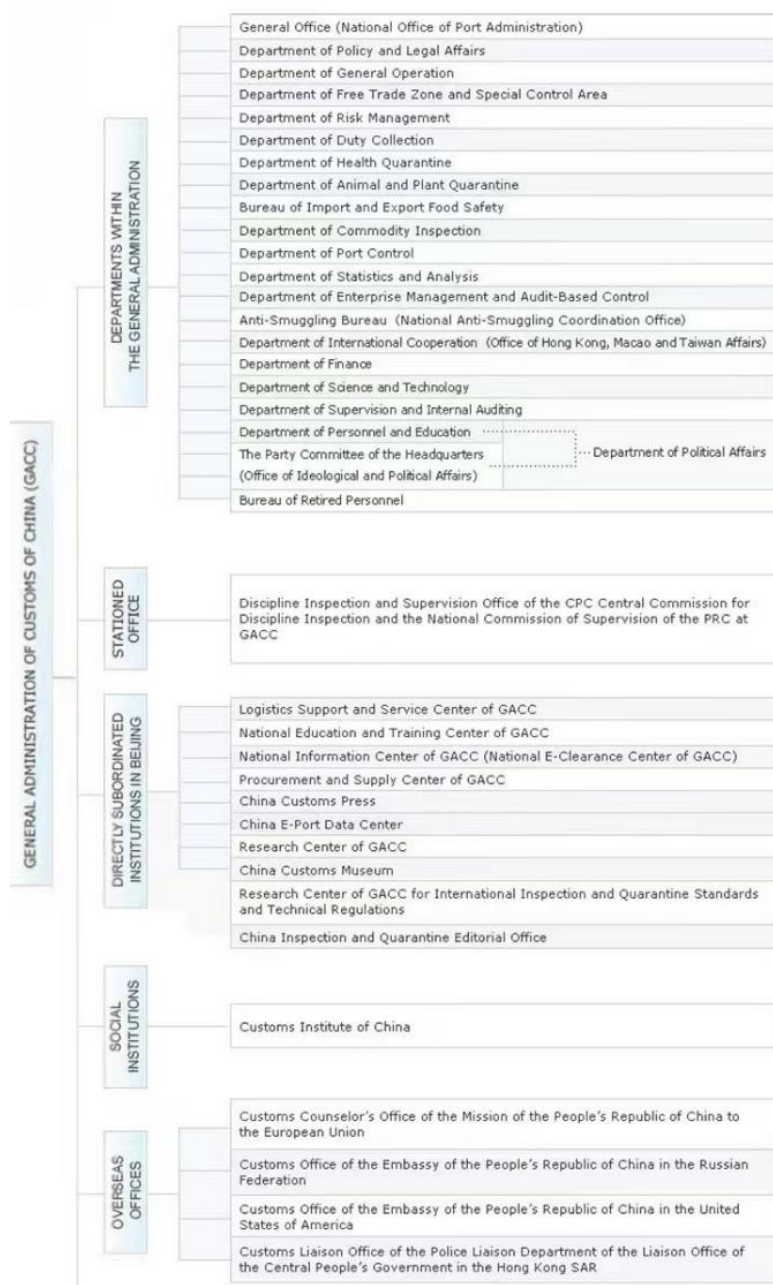 GENERAL ADMINISTRATION OF CUSTOMS OF CHINA (GACC)
DEPARTMENTS WITHIN
THE GENERAL ADMINISTRATION
General Office (National Office of Port Administration)
Department of Policy and Legal Affairs
Department of General Operation
Department of Free Trade Zone and Special Control Area
Department of Risk Management
Department of Duty Collection
Department of Health Quarantine
Department of Animal and Plant Quarantine
Bureau of Import and Export Food Safety
Department of Commodity Inspection
Department of Port Control
Department of Statistics and Analysis
Department of Enterprise Management and Audit-Based Control
Anti-Smuggling Bureau (National Anti-Smuggling Coordination Office)
Department of International Cooperation (Office of Hong Kong, Macao and Taiwan Affairs)
Department of Finance
Department of Science and Technology
Department of Supervision and Internal Auditing
Department of Personnel and Education
The Party Committee of the Headquarters
(Office of Ideological and Political Affairs)
Department of Political Affairs
Bureau of Retired Personnel
STATIONED
OFFICE
Discipline Inspection and Supervision Office of the CPC Central Commission for
Discipline Inspection and the National Commission of Supervision of the PRC at
GACC
DIRECTLY SUBORDINATED
INSTITUTIONS IN BEIJING
Logistics Support and Service Center of GACC
National Education and Training Center of GACC
National Information Center of GACC (National E-Clearance Center of GACC)
Procurement and Supply Center of GACC
China Customs Press
China E-Port Data Center
Research Center of GACC
China Customs Museum
Research Center of GACC for International Inspection and Quarantine Standards
and Technical Regulations
China Inspection and Quarantine Editorial Office
SOCIAL
INSTITUTIONS
Customs Institute of China
OVERSEAS
OFFICES
Customs Counselor's Office of the Mission of the People's Republic of China to
the European Union
Customs Office of the Embassy of the People's Republic of China in the Russian
Federation
Customs Office of the Embassy of the People's Republic of China in the United
States of America
Customs Liaison Office of the Police Liaison Department of the Liaison Office of
the Central People's Government in the Hong Kong SAR